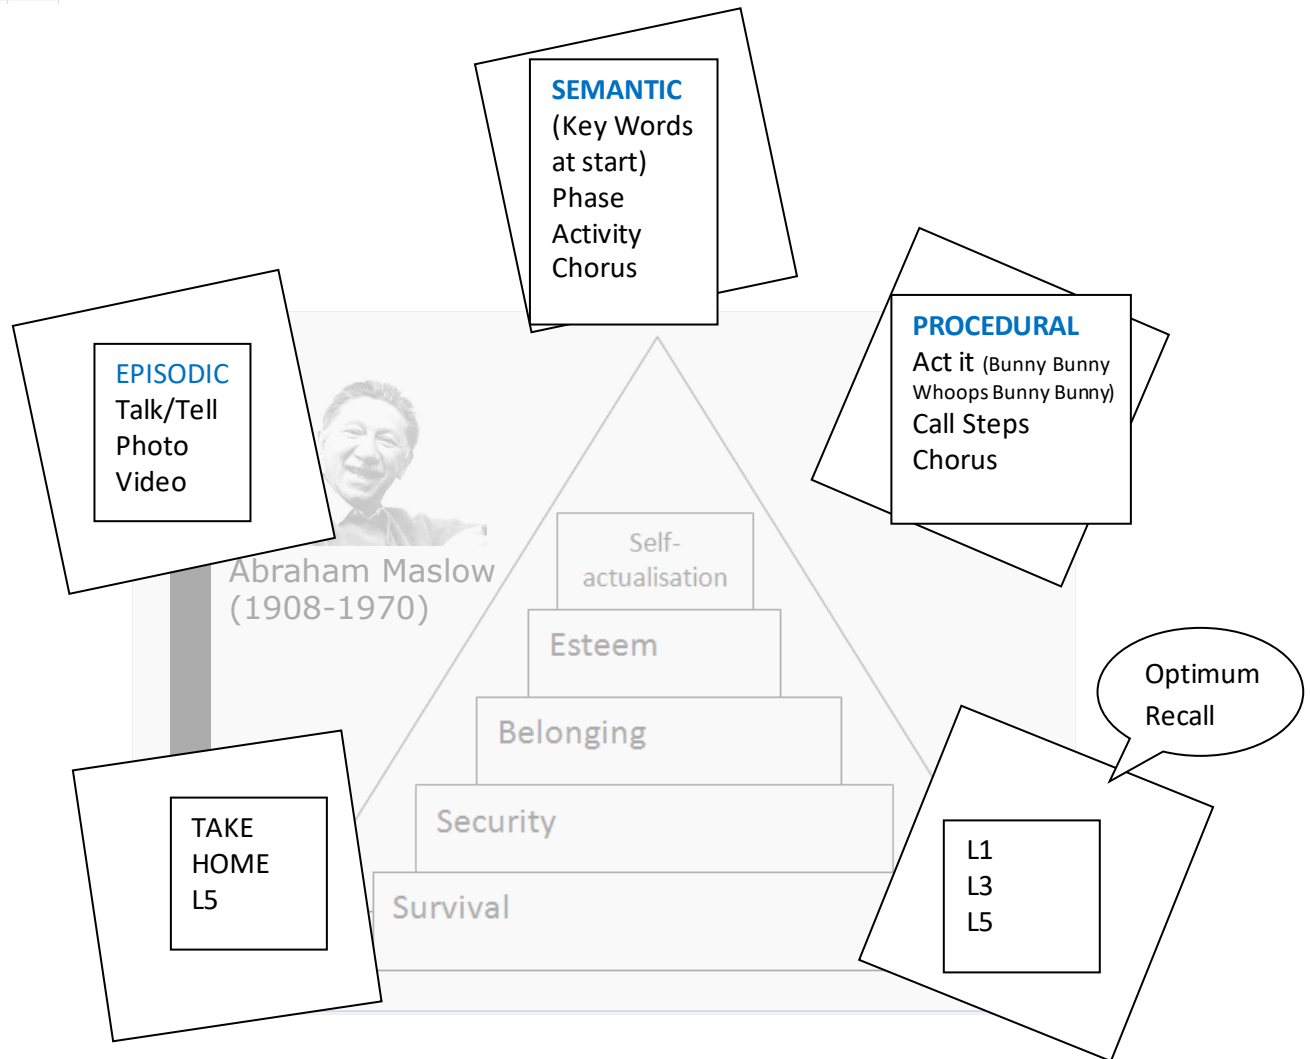 SEMANTIC
(Key Words
at start)
Phase
Activity
Chorus
EPISODIC
Talk/Tell
Photo
Video
PROCEDURAL
Act it (Bunny Bunny
Whoops Bunny Bunny)
Call Steps
Chorus
Abraham Maslow
(1908-1970)
Self-
actualisation
Esteem
Belonging
Security
Survival
Optimum
Recall
TAKE
HOME
L5
L1
L3
L5